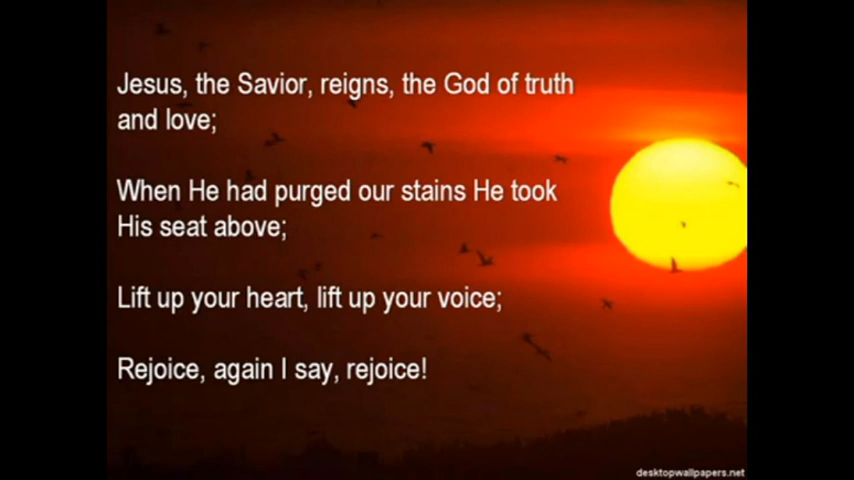 Jesus, the Savior, reigns, the God of truth
and love;
When He had purged our stains He took
His seat above;
Lift up your heart, lift up your voice;
Rejoice, again I say, rejoice!
desktopwallpapers.net